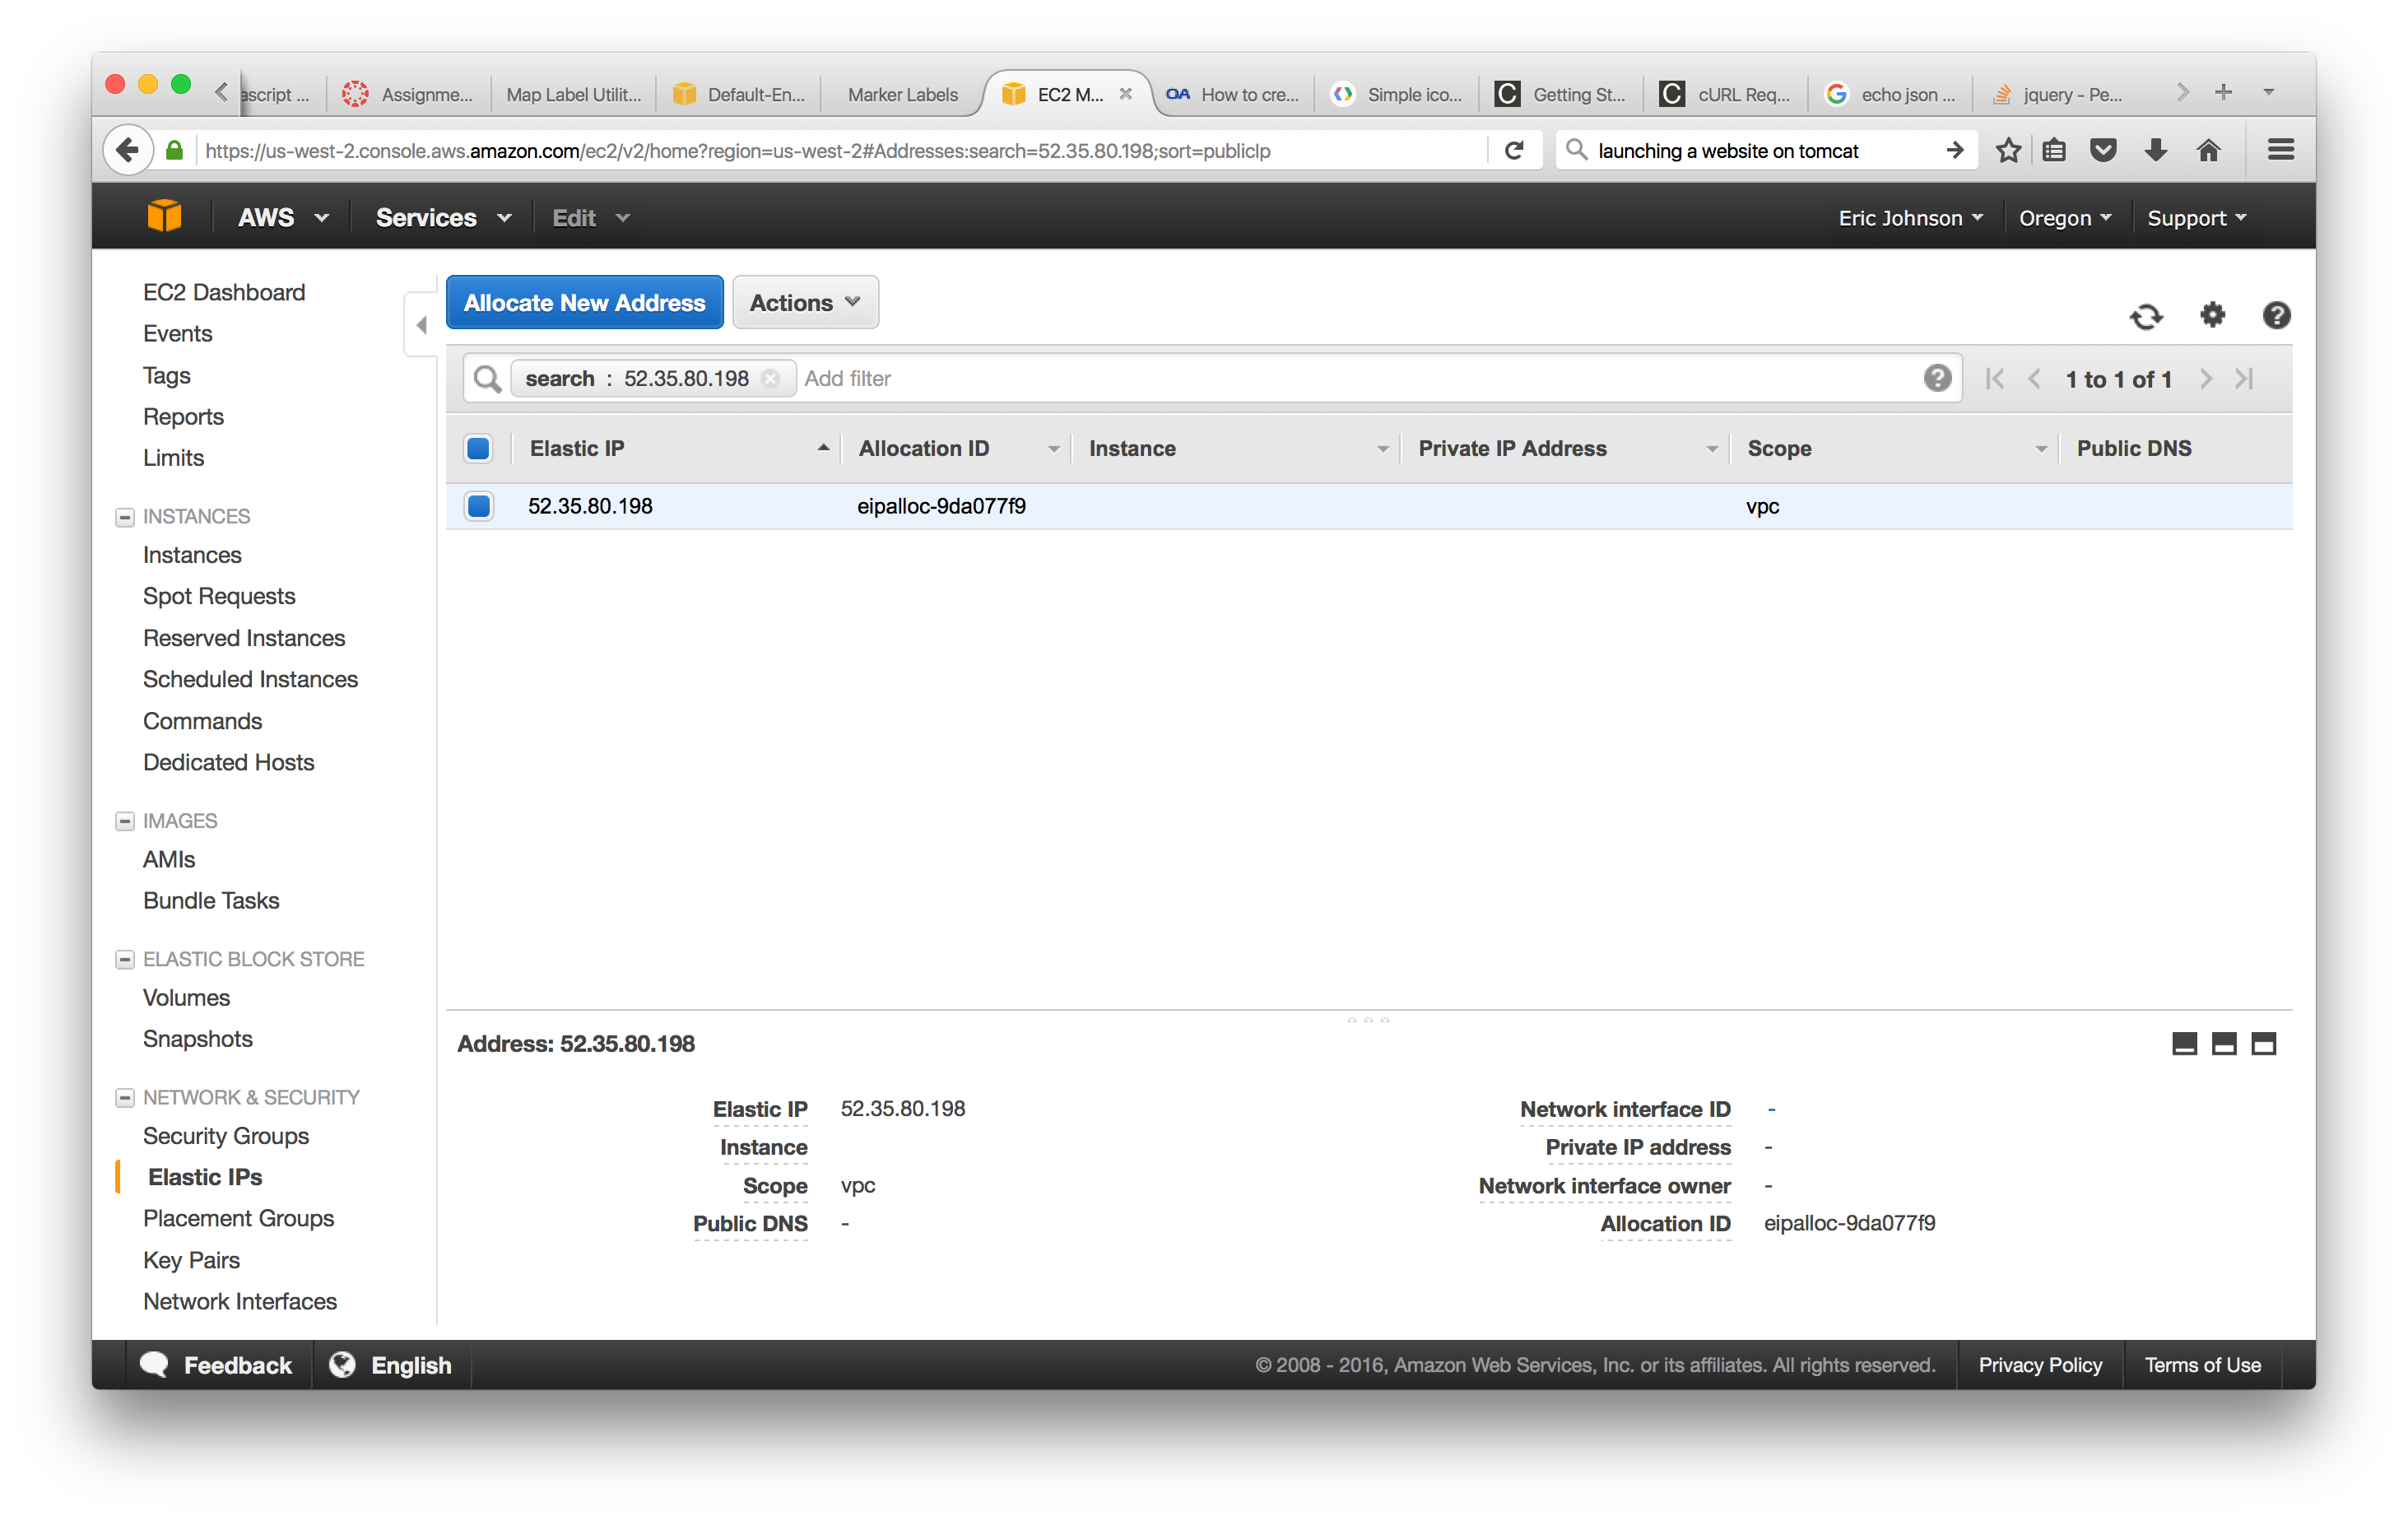 ascript ... Assignme... Map Label Utilit... Default-En... Marker Labels EC2 M... OA How to cre... Simple ico... C Getting St... C cURL Req... G echo json ... jquery - Pe...
https://us-west-2.console.aws.amazon.com/ec2/v2/home?region=us-west-2#Addresses:search=52.35.80.198;sort=publicIp launching a website on tomcat
AWS Services Edit Eric Johnson Oregon Support
EC2 Dashboard
Events
Tags
Reports
Limits
INSTANCES
Instances
Spot Requests
Reserved Instances
Scheduled Instances
Commands
Dedicated Hosts
IMAGES
AMIs
Bundle Tasks
ELASTIC BLOCK STORE
Volumes
Snapshots
NETWORK & SECURITY
Security Groups
Elastic IPs
Placement Groups
Key Pairs
Network Interfaces
Allocate New Address Actions
search : 52.35.80.198 Add filter 1 to 1 of 1
Elastic IP Allocation ID Instance Private IP Address Scope Public DNS
52.35.80.198 eipalloc-9da077f9 vpc
Address: 52.35.80.198
Elastic IP 52.35.80.198
Instance
Scope vpc
Public DNS -
Network interface ID -
Private IP address -
Network interface owner -
Allocation ID eipalloc-9da077f9
Feedback English © 2008 - 2016, Amazon Web Services, Inc. or its affiliates. All rights reserved. Privacy Policy Terms of Use